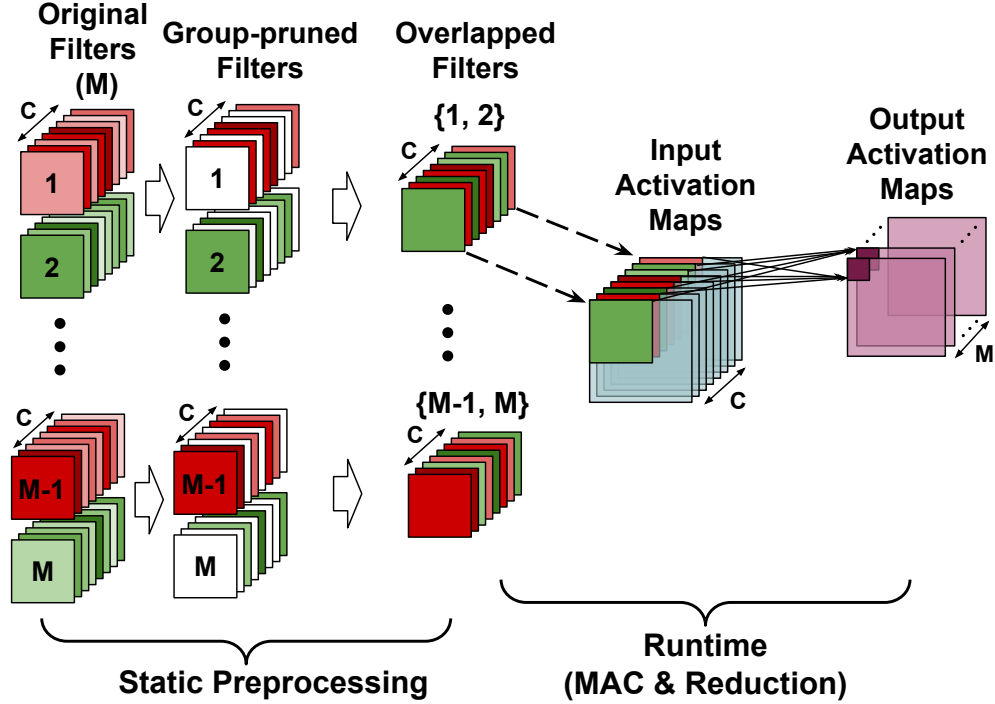 Original
Filters
(M)
Group-pruned
Filters
Overlapped
Filters
{1, 2}
Input
Activation
Maps
Output
Activation
Maps
C
1
2
C
1
2
C
C
M
C
M-1
M
C
M-1
M
{M-1, M}
C
Static Preprocessing
Runtime
(MAC & Reduction)